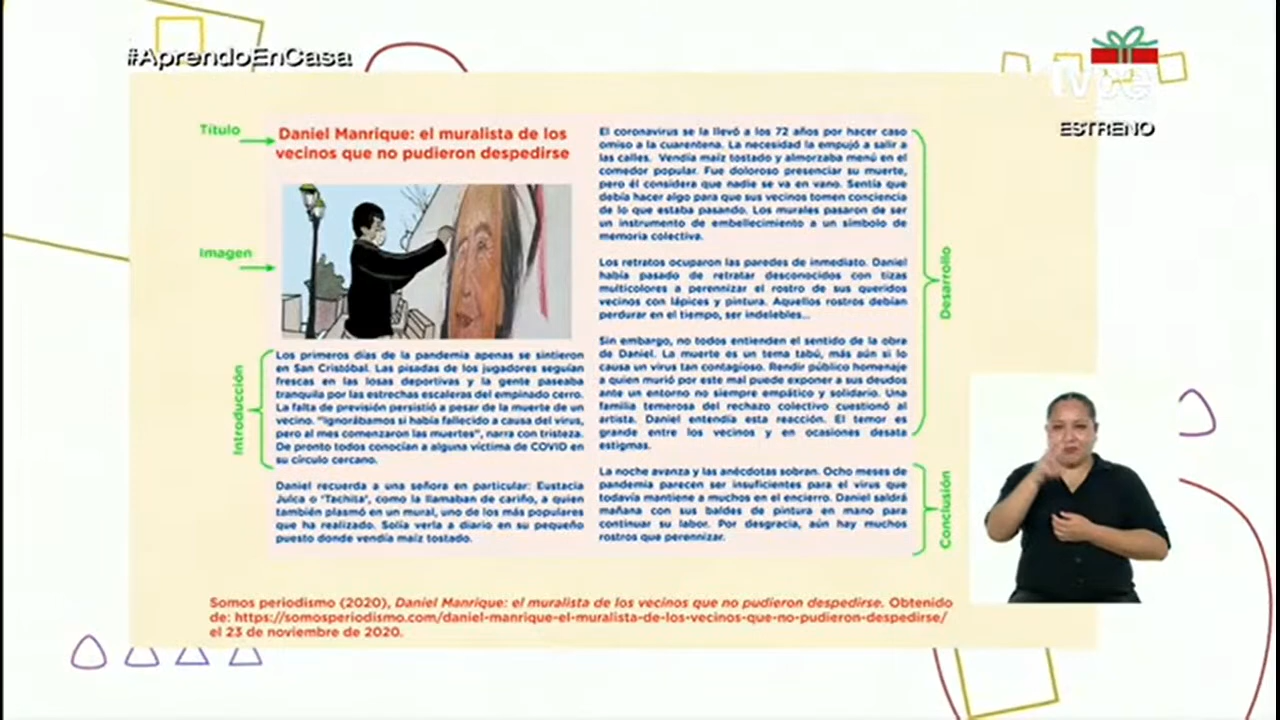 #AprendoEnCasa
tvpe
ESTRENO
Título
Daniel Manrique: el muralista de los
vecinos que no pudieron despedirse
Imagen
Introducción
Los primeros días de la pandemia apenas se sintieron
en San Cristóbal. Las pisadas de los jugadores seguían
frescas en las losas deportivas y la gente paseaba
tranquila por las estrechas escaleras del empinado cerro.
La falta de previsión persistió a pesar de la muerte de un
vecino. "Ignorábamos si había fallecido a causa del virus,
pero al mes comenzaron las muertes", narra con tristeza.
De pronto todos conocían a alguna víctima de COVID en
su círculo cercano.
Daniel recuerda a una señora en particular: Eustacia
Julca o 'Tachita', como la llamaban de cariño, a quien
también plasmó en un mural, uno de los más populares
que ha realizado. Solía verla a diario en su pequeño
puesto donde vendía maíz tostado.
El coronavirus se la llevó a los 72 años por hacer caso
omiso a la cuarentena. La necesidad la empujó a salir a
las calles. Vendía maíz tostado y almorzaba menú en el
comedor popular. Fue doloroso presenciar su muerte,
pero él considera que nadie se va en vano. Sentía que
debía hacer algo para que sus vecinos tomen conciencia
de lo que estaba pasando. Los murales pasaron de ser
un instrumento de embellecimiento a un símbolo de
memoria colectiva.
Los retratos ocuparon las paredes de inmediato. Daniel
había pasado de retratar desconocidos con tizas
multicolores a perennizar el rostro de sus queridos
vecinos con lápices y pintura. Aquellos rostros debían
perdurar en el tiempo, ser indelebles...
Sin embargo, no todos entienden el sentido de la obra
de Daniel. La muerte es un tema tabú, más aún si lo
causa un virus tan contagioso. Rendir público homenaje
a quien murió por este mal puede exponer a sus deudos
ante un entorno no siempre empático y solidario. Una
familia temerosa del rechazo colectivo cuestionó al
artista. Daniel entendía esta reacción. El temor es
grande entre los vecinos y en ocasiones desata
estigmas.
Desarrollo
La noche avanza y las anécdotas sobran. Ocho meses de
pandemia parecen ser insuficientes para el virus que
todavía mantiene a muchos en el encierro. Daniel saldrá
mañana con sus baldes de pintura en mano para
continuar su labor. Por desgracia, aún hay muchos
rostros que perennizar.
Conclusión
Somos periodismo (2020), Daniel Manrique: el muralista de los vecinos que no pudieron despedirse. Obtenido
de: https://somosperiodismo.com/daniel-manrique-el-muralista-de-los-vecinos-que-no-pudieron-despedirse/
el 23 de noviembre de 2020.